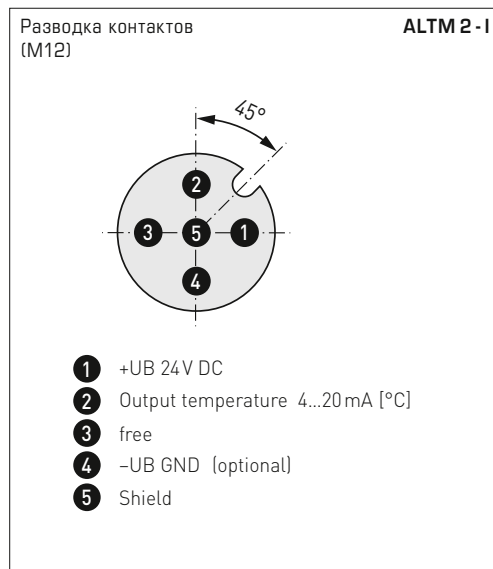 Разводка контактов
(M12)
ALTM 2 - I
45°
2
3
5
1
4
1 +UB 24 V DC
2 Output temperature 4...20 mA [°C]
3 free
4 –UB GND (optional)
5 Shield